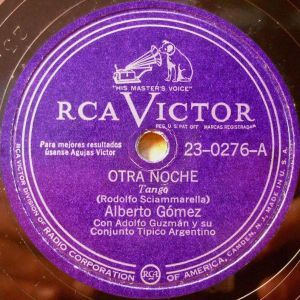 "HIS MASTER'S VOICE"
RCA VICTOR
REG. U.S. PAT. OFF. MARCAS REGISTRADAS
Para mejores resultados
úsanse Agujas Victor
23-0276-A
OTRA NOCHE
Tango
(Rodolfo Sciammarella)
Alberto Gómez
Con Adolfo Guzmán y su
Conjunto Típico Argentino
RCA VICTOR DIVISION OF RADIO CORPORATION OF AMERICA, CAMDEN, N.J. MADE IN U.S.A.
RCA